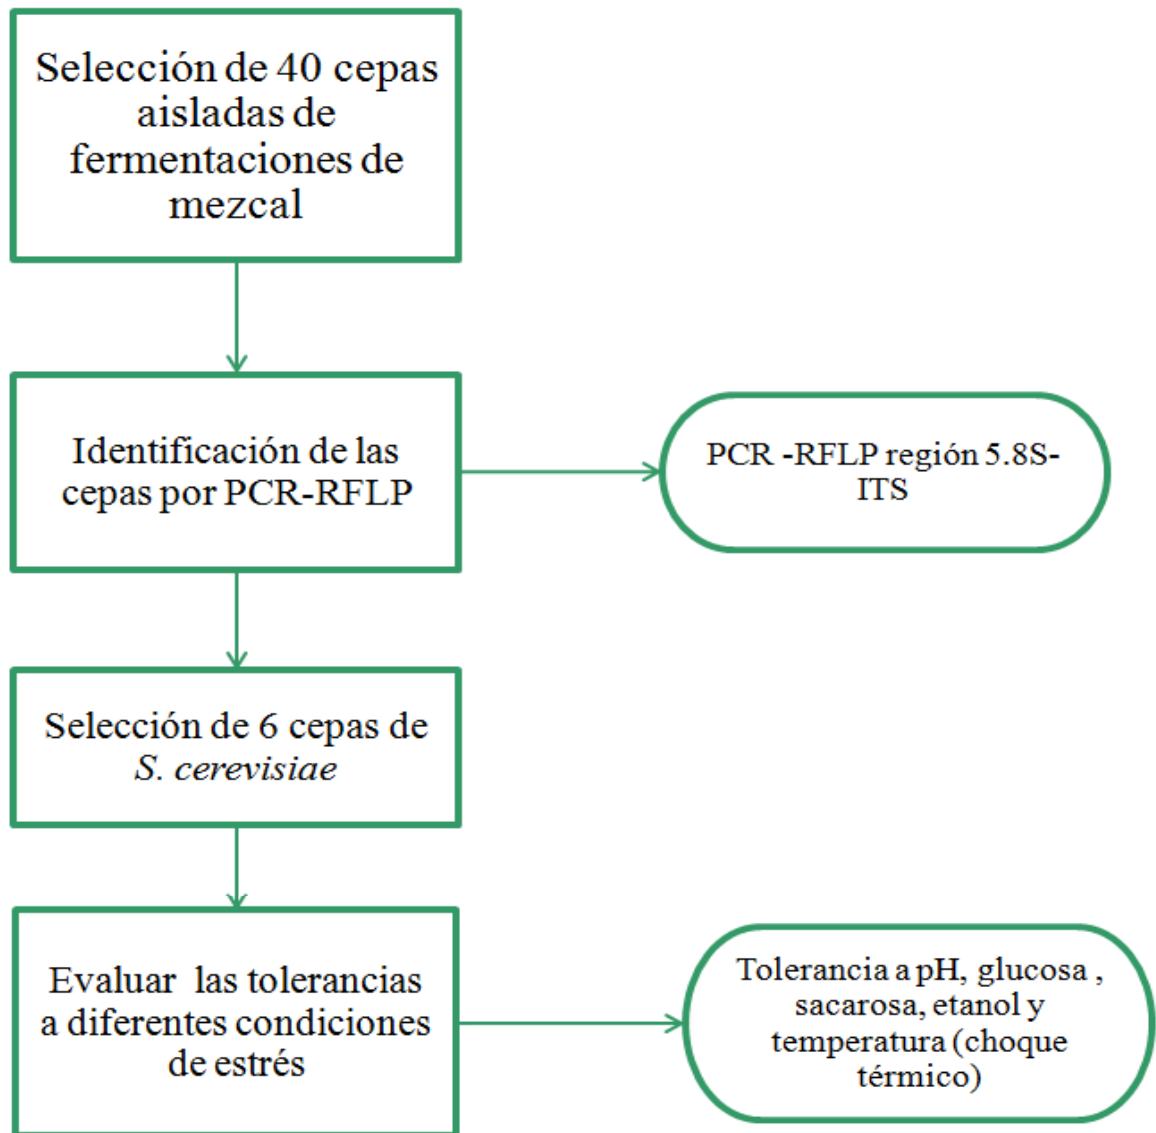 Selección de 40 cepas
aisladas de
fermentaciones de
mezcal
Identificación de las
cepas por PCR-RFLP
PCR -RFLP región 5.8S-
ITS
Selección de 6 cepas de
S. cerevisiae
Evaluar las tolerancias
a diferentes condiciones
de estrés
Tolerancia a pH, glucosa ,
sacarosa, etanol y
temperatura (choque
térmico)